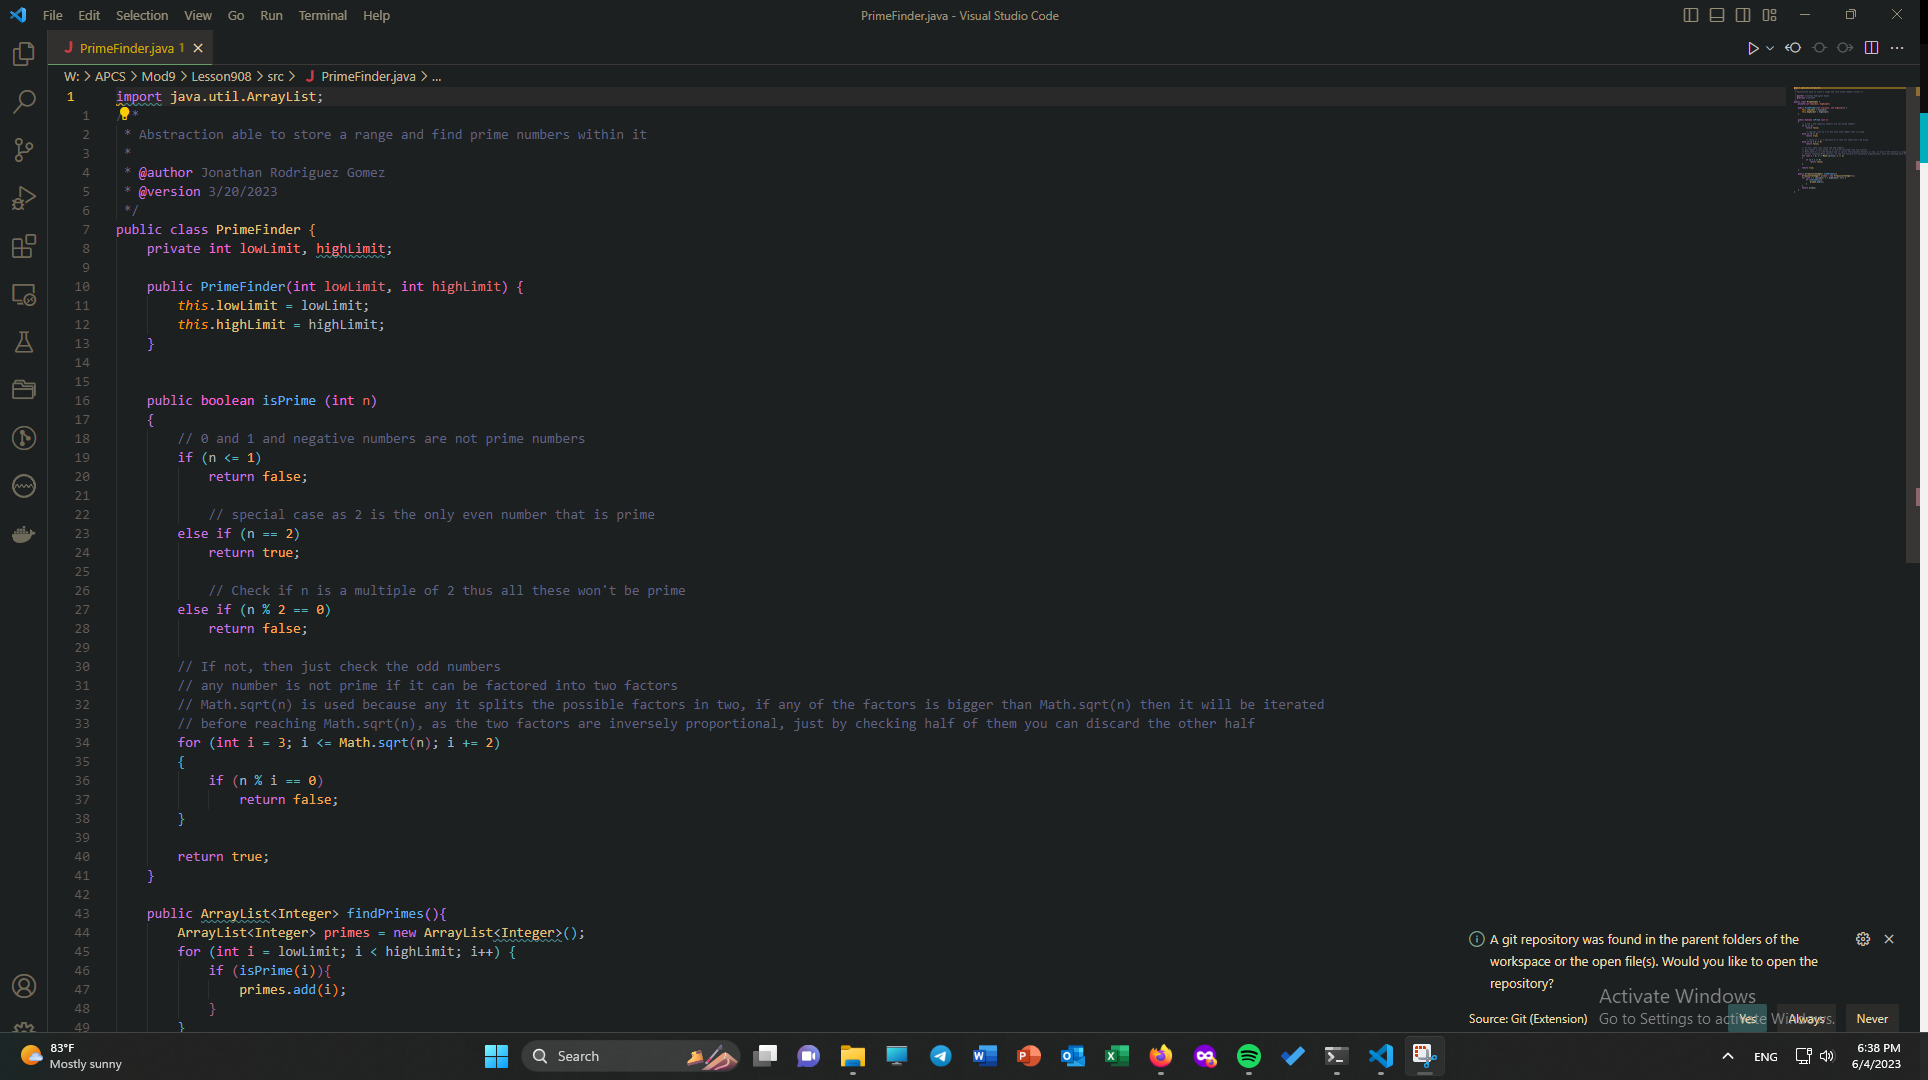 File Edit Selection View Go Run Terminal Help
PrimeFinder.java - Visual Studio Code
PrimeFinder.java 1
W: > APCS > Mod9 > Lesson908 > src > PrimeFinder.java > ...
1 import java.util.ArrayList;
1 /**
2 * Abstraction able to store a range and find prime numbers within it
3 *
4 * @author Jonathan Rodriguez Gomez
5 * @version 3/20/2023
6 */
7 public class PrimeFinder {
8 private int lowLimit, highLimit;
9
10 public PrimeFinder(int lowLimit, int highLimit) {
11 this.lowLimit = lowLimit;
12 this.highLimit = highLimit;
13 }
14
15
16 public boolean isPrime (int n)
17 {
18 // 0 and 1 and negative numbers are not prime numbers
19 if (n <= 1)
20 return false;
21
22 // special case as 2 is the only even number that is prime
23 else if (n == 2)
24 return true;
25
26 // Check if n is a multiple of 2 thus all these won't be prime
27 else if (n % 2 == 0)
28 return false;
29
30 // If not, then just check the odd numbers
31 // any number is not prime if it can be factored into two factors
32 // Math.sqrt(n) is used because any it splits the possible factors in two, if any of the factors is bigger than Math.sqrt(n) then it will be iterated
33 // before reaching Math.sqrt(n), as the two factors are inversely proportional, just by checking half of them you can discard the other half
34 for (int i = 3; i <= Math.sqrt(n); i += 2)
35 {
36 if (n % i == 0)
37 return false;
38 }
39
40 return true;
41 }
42
43 public ArrayList<Integer> findPrimes(){
44 ArrayList<Integer> primes = new ArrayList<Integer>();
45 for (int i = lowLimit; i < highLimit; i++) {
46 if (isPrime(i)){
47 primes.add(i);
48 }
49 }
A git repository was found in the parent folders of the
workspace or the open file(s). Would you like to open the
repository?
Source: Git (Extension)
Yes Always Never
Activate Windows
Go to Settings to activate Windows.
83°F
Mostly sunny
Search
ENG
6:38 PM
6/4/2023